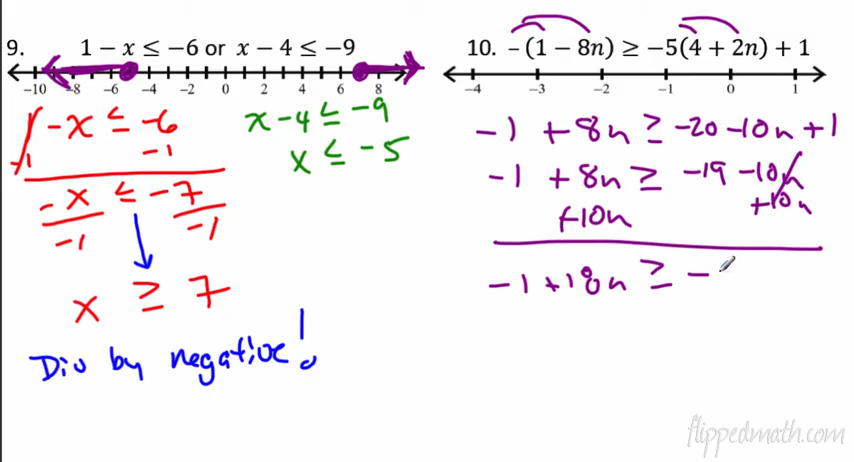 9. 1 − x ≤ −6 or x − 4 ≤ −9
−10 −8 −6 −4 −2 0 2 4 6 8
1 −x ≤ −6
−1 −1
−x ≤ −7
−1 −1
x ≥ 7
Div by negative!
x −4 ≤ −9
x ≤ −5
10. −(1 − 8n) ≥ −5(4 + 2n) + 1
−4 −3 −2 −1 0 1
−1 +8n ≥ −20 −10n +1
−1 +8n ≥ −19 −10n
+10n +10n
−1 +18n ≥ −
flippedmath.com